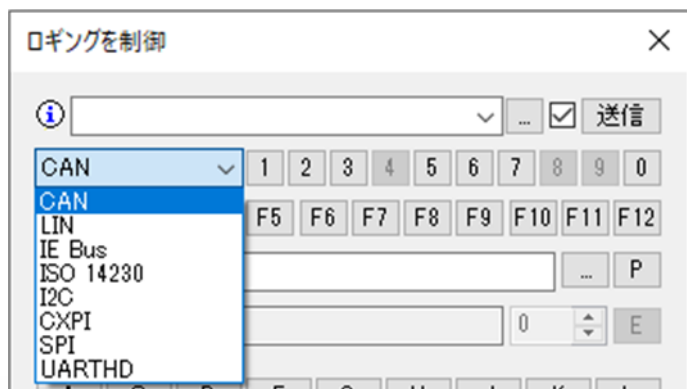 ロギングを制御
... 送信
CAN 1 2 3 4 5 6 7 8 9 0
CAN
LIN
IE Bus
ISO 14230
I2C
CXPI
SPI
UARTHD
F5 F6 F7 F8 F9 F10 F11 F12
... P
0 E